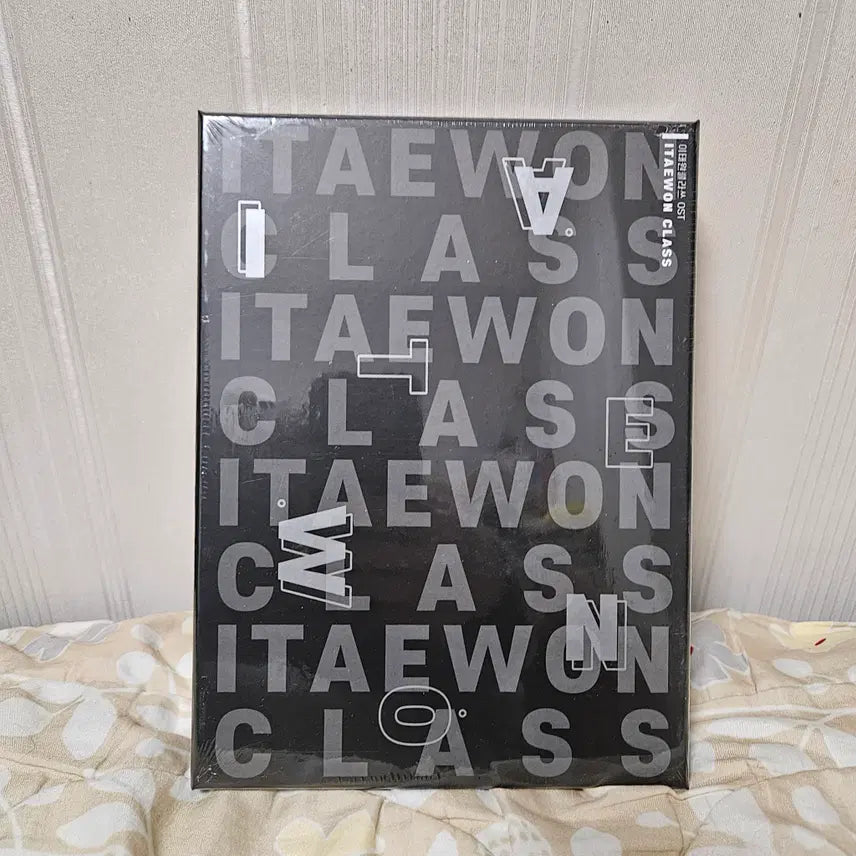 ITAEWON
CLASS
ITAEWON
CLASS
ITAEWON
CLASS
ITAEWON
CLASS
이태원클라쓰 OST
ITAEWON CLASS
I
A
T
E
W
N
O